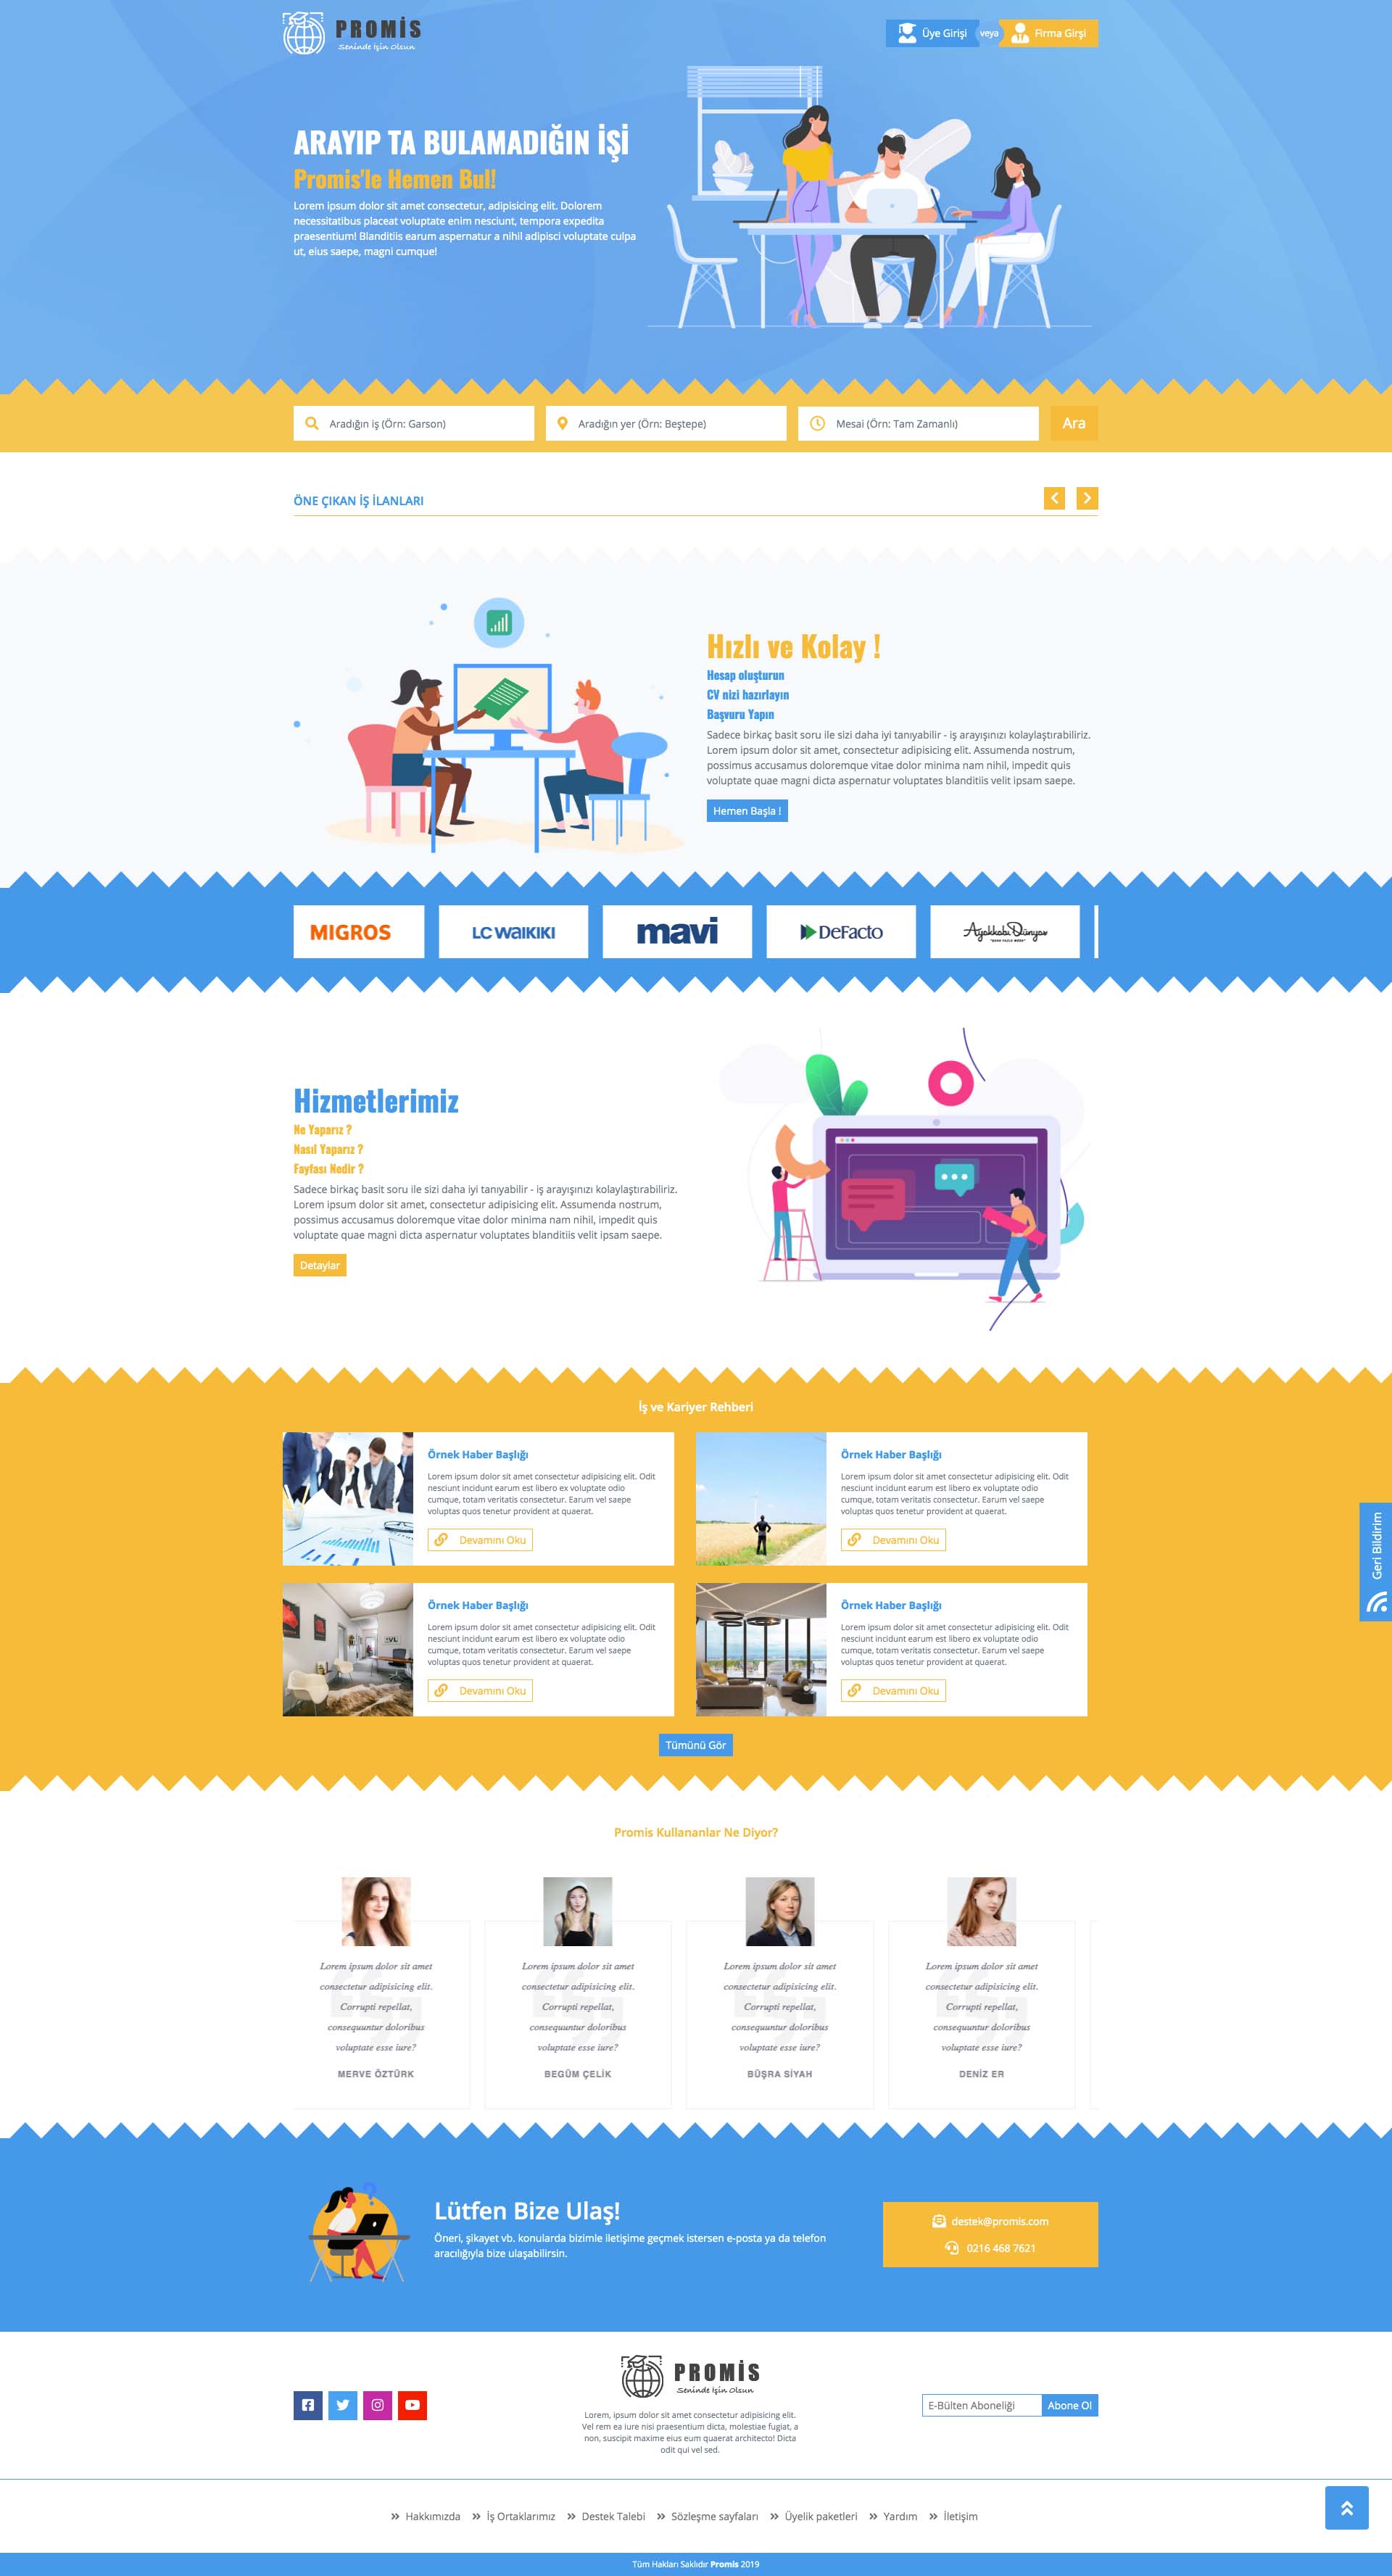 PROMİS
Seninde İşin Olsun
Üye Girişi
veya
Firma Girşi
ARAYIP TA BULAMADIĞIN İŞİ
Promis'le Hemen Bul!
Lorem ipsum dolor sit amet consectetur, adipisicing elit. Dolorem
necessitatibus placeat voluptate enim nesciunt, tempora expedita
praesentium! Blanditiis earum aspernatur a nihil adipisci voluptate culpa
ut, eius saepe, magni cumque!
Aradığın iş (Örn: Garson)
Aradığın yer (Örn: Beştepe)
Mesai (Örn: Tam Zamanlı)
Ara
ÖNE ÇIKAN İŞ İLANLARI
Hızlı ve Kolay !
Hesap oluşturun
CV nizi hazırlayın
Başvuru Yapın
Sadece birkaç basit soru ile sizi daha iyi tanıyabilir - iş arayışınızı kolaylaştırabiliriz.
Lorem ipsum dolor sit amet, consectetur adipisicing elit. Assumenda nostrum,
possimus accusamus doloremque vitae dolor minima nam nihil, impedit quis
voluptate quae magni dicta aspernatur voluptates blanditiis velit ipsam saepe.
Hemen Başla !
MIGROS
LC WAIKIKI
mavi
DeFacto
Ayakkabı Dünyası
Hizmetlerimiz
Ne Yaparız ?
Nasıl Yaparız ?
Fayfası Nedir ?
Sadece birkaç basit soru ile sizi daha iyi tanıyabilir - iş arayışınızı kolaylaştırabiliriz.
Lorem ipsum dolor sit amet, consectetur adipisicing elit. Assumenda nostrum,
possimus accusamus doloremque vitae dolor minima nam nihil, impedit quis
voluptate quae magni dicta aspernatur voluptates blanditiis velit ipsam saepe.
Detaylar
İş ve Kariyer Rehberi
Örnek Haber Başlığı
Lorem ipsum dolor sit amet consectetur adipisicing elit. Odit
nesciunt incidunt earum est libero ex voluptate odio
cumque, totam veritatis consectetur. Earum vel saepe
voluptas quos tenetur provident at quaerat.
Devamını Oku
Örnek Haber Başlığı
Lorem ipsum dolor sit amet consectetur adipisicing elit. Odit
nesciunt incidunt earum est libero ex voluptate odio
cumque, totam veritatis consectetur. Earum vel saepe
voluptas quos tenetur provident at quaerat.
Devamını Oku
Geri Bildirim
Örnek Haber Başlığı
Lorem ipsum dolor sit amet consectetur adipisicing elit. Odit
nesciunt incidunt earum est libero ex voluptate odio
cumque, totam veritatis consectetur. Earum vel saepe
voluptas quos tenetur provident at quaerat.
Devamını Oku
Örnek Haber Başlığı
Lorem ipsum dolor sit amet consectetur adipisicing elit. Odit
nesciunt incidunt earum est libero ex voluptate odio
cumque, totam veritatis consectetur. Earum vel saepe
voluptas quos tenetur provident at quaerat.
Devamını Oku
Tümünü Gör
Promis Kullananlar Ne Diyor?
Lorem ipsum dolor sit amet
consectetur adipisicing elit.
Corrupti repellat,
consequuntur doloribus
voluptate esse iure?
MERVE ÖZTÜRK
Lorem ipsum dolor sit amet
consectetur adipisicing elit.
Corrupti repellat,
consequuntur doloribus
voluptate esse iure?
BEGÜM ÇELİK
Lorem ipsum dolor sit amet
consectetur adipisicing elit.
Corrupti repellat,
consequuntur doloribus
voluptate esse iure?
BÜŞRA SİYAH
Lorem ipsum dolor sit amet
consectetur adipisicing elit.
Corrupti repellat,
consequuntur doloribus
voluptate esse iure?
DENİZ ER
Lütfen Bize Ulaş!
Öneri, şikayet vb. konularda bizimle iletişime geçmek istersen e-posta ya da telefon
aracılığıyla bize ulaşabilirsin.
destek@promis.com
0216 468 7621
PROMİS
Seninde İşin Olsun
Lorem, ipsum dolor sit amet consectetur adipisicing elit.
Vel rem ea iure nisi praesentium dicta, molestiae fugiat, a
non, suscipit maxime eius eum quaerat architecto! Dicta
odit qui vel sed.
E-Bülten Aboneliği
Abone Ol
Hakkımızda
İş Ortaklarımız
Destek Talebi
Sözleşme sayfaları
Üyelik paketleri
Yardım
İletişim
Tüm Hakları Saklıdır Promis 2019